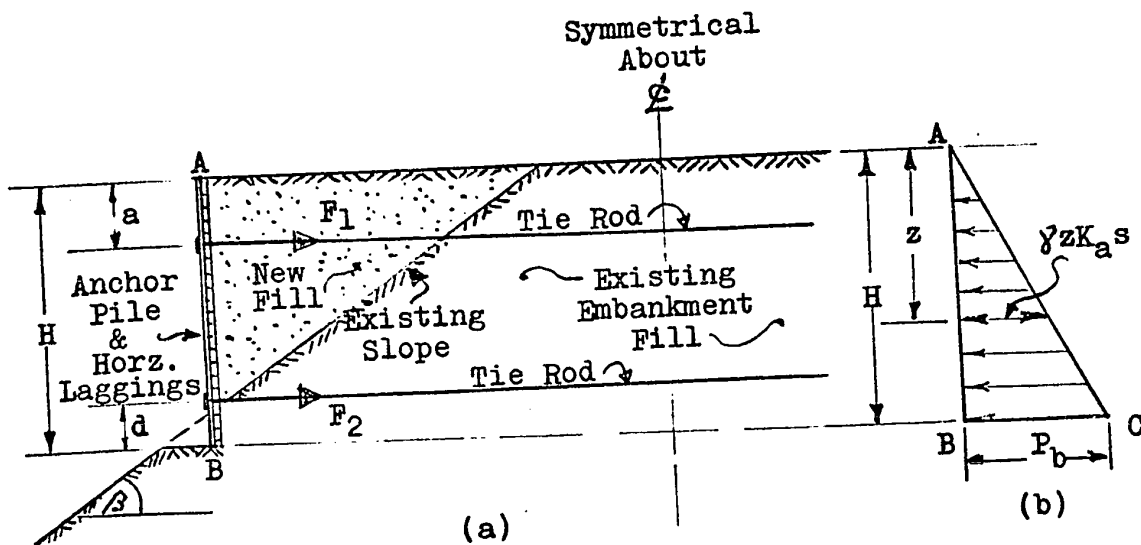 Symmetrical
About
℄
A
a
F₁
Tie Rod
New
Fill
Existing
Slope
Existing
Embankment
Fill
Anchor
Pile
&
Horz.
Laggings
H
Tie Rod
F₂
d
B
β
(a)
A
z
H
γzKₐs
B
P_b
C
(b)